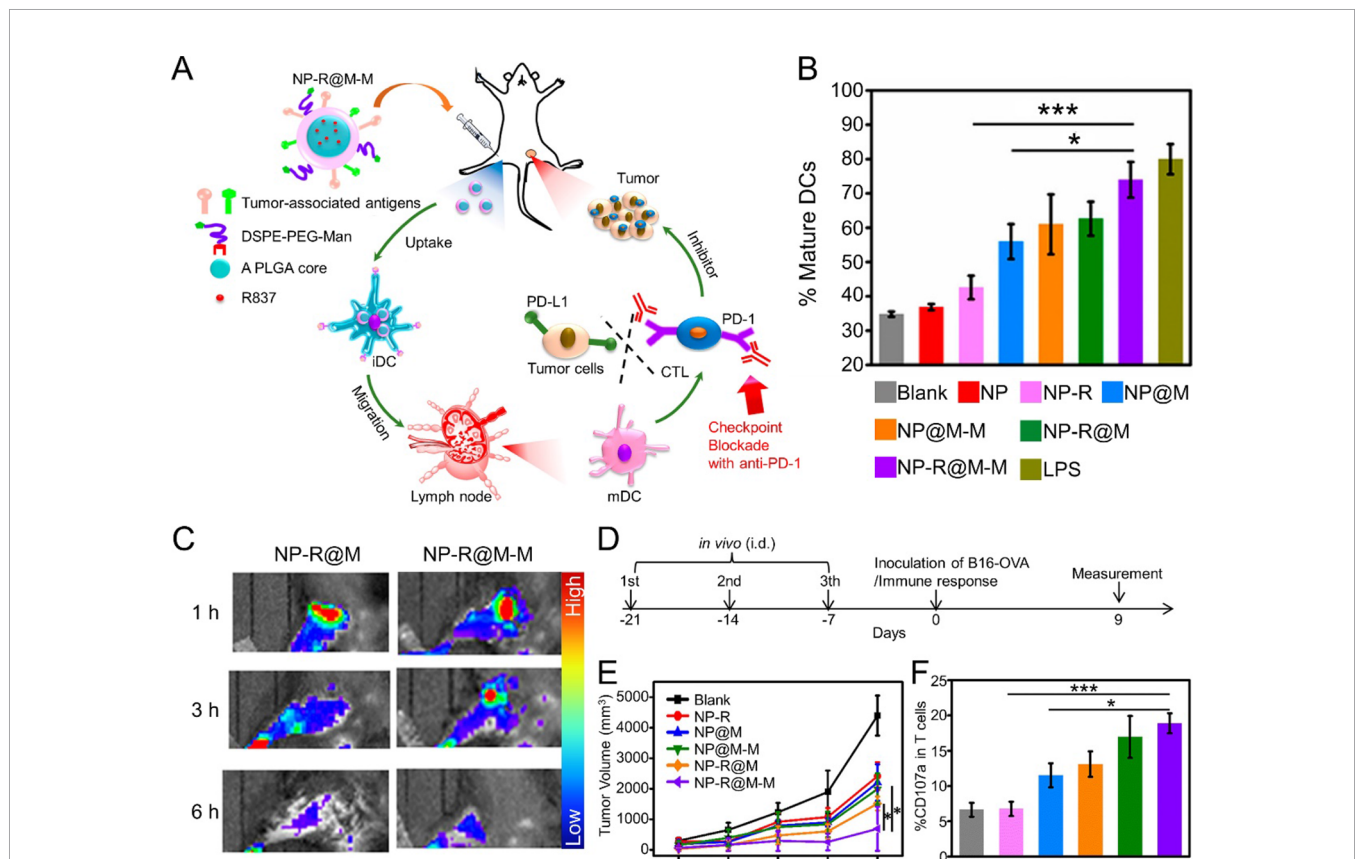 A
NP-R@M-M
Tumor-associated antigens
DSPE-PEG-Man
A PLGA core
R837
Uptake
iDC
Migration
Lymph node
mDC
CTL
PD-L1
Tumor cells
PD-1
Inhibitor
Tumor
Checkpoint
Blockade
with anti-PD-1
B
% Mature DCs
100
90
80
70
60
50
40
30
20
***
*
Blank NP NP-R NP@M
NP@M-M NP-R@M
NP-R@M-M LPS
C
NP-R@M NP-R@M-M
1 h
3 h
6 h
High
Low
D
in vivo (i.d.)
1st 2nd 3th
Inoculation of B16-OVA
/Immune response
Measurement
-21 -14 -7 0 9
Days
E
Tumor Volume (mm³)
5000
4000
3000
2000
1000
0
Blank
NP-R
NP@M
NP@M-M
NP-R@M
NP-R@M-M
*
*
F
%CD107a in T cells
25
20
15
10
5
0
***
*